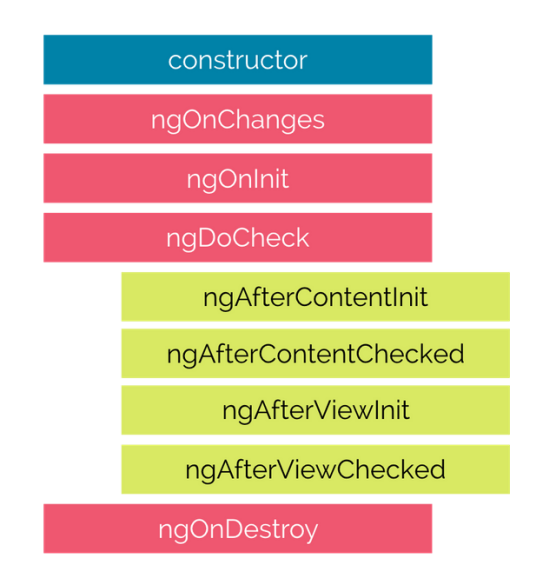 constructor
ngOnChanges
ngOnInit
ngDoCheck
ngAfterContentInit
ngAfterContentChecked
ngAfterViewInit
ngAfterViewChecked
ngOnDestroy